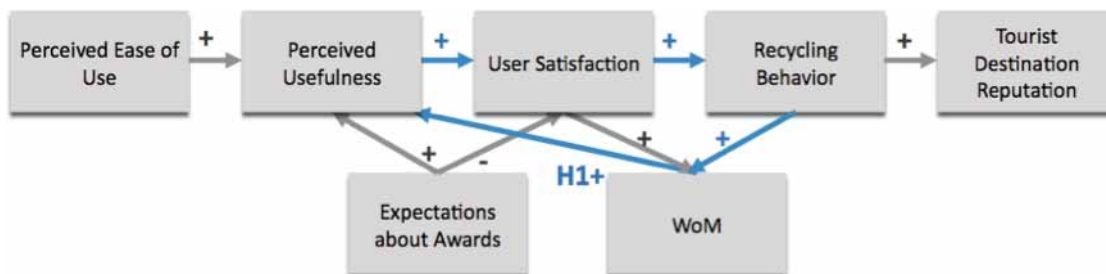 Perceived Ease of
Use
+
Perceived
Usefulness
+
User Satisfaction
+
Recycling
Behavior
+
Tourist
Destination
Reputation
+
-
+
+
H1+
Expectations
about Awards
WoM